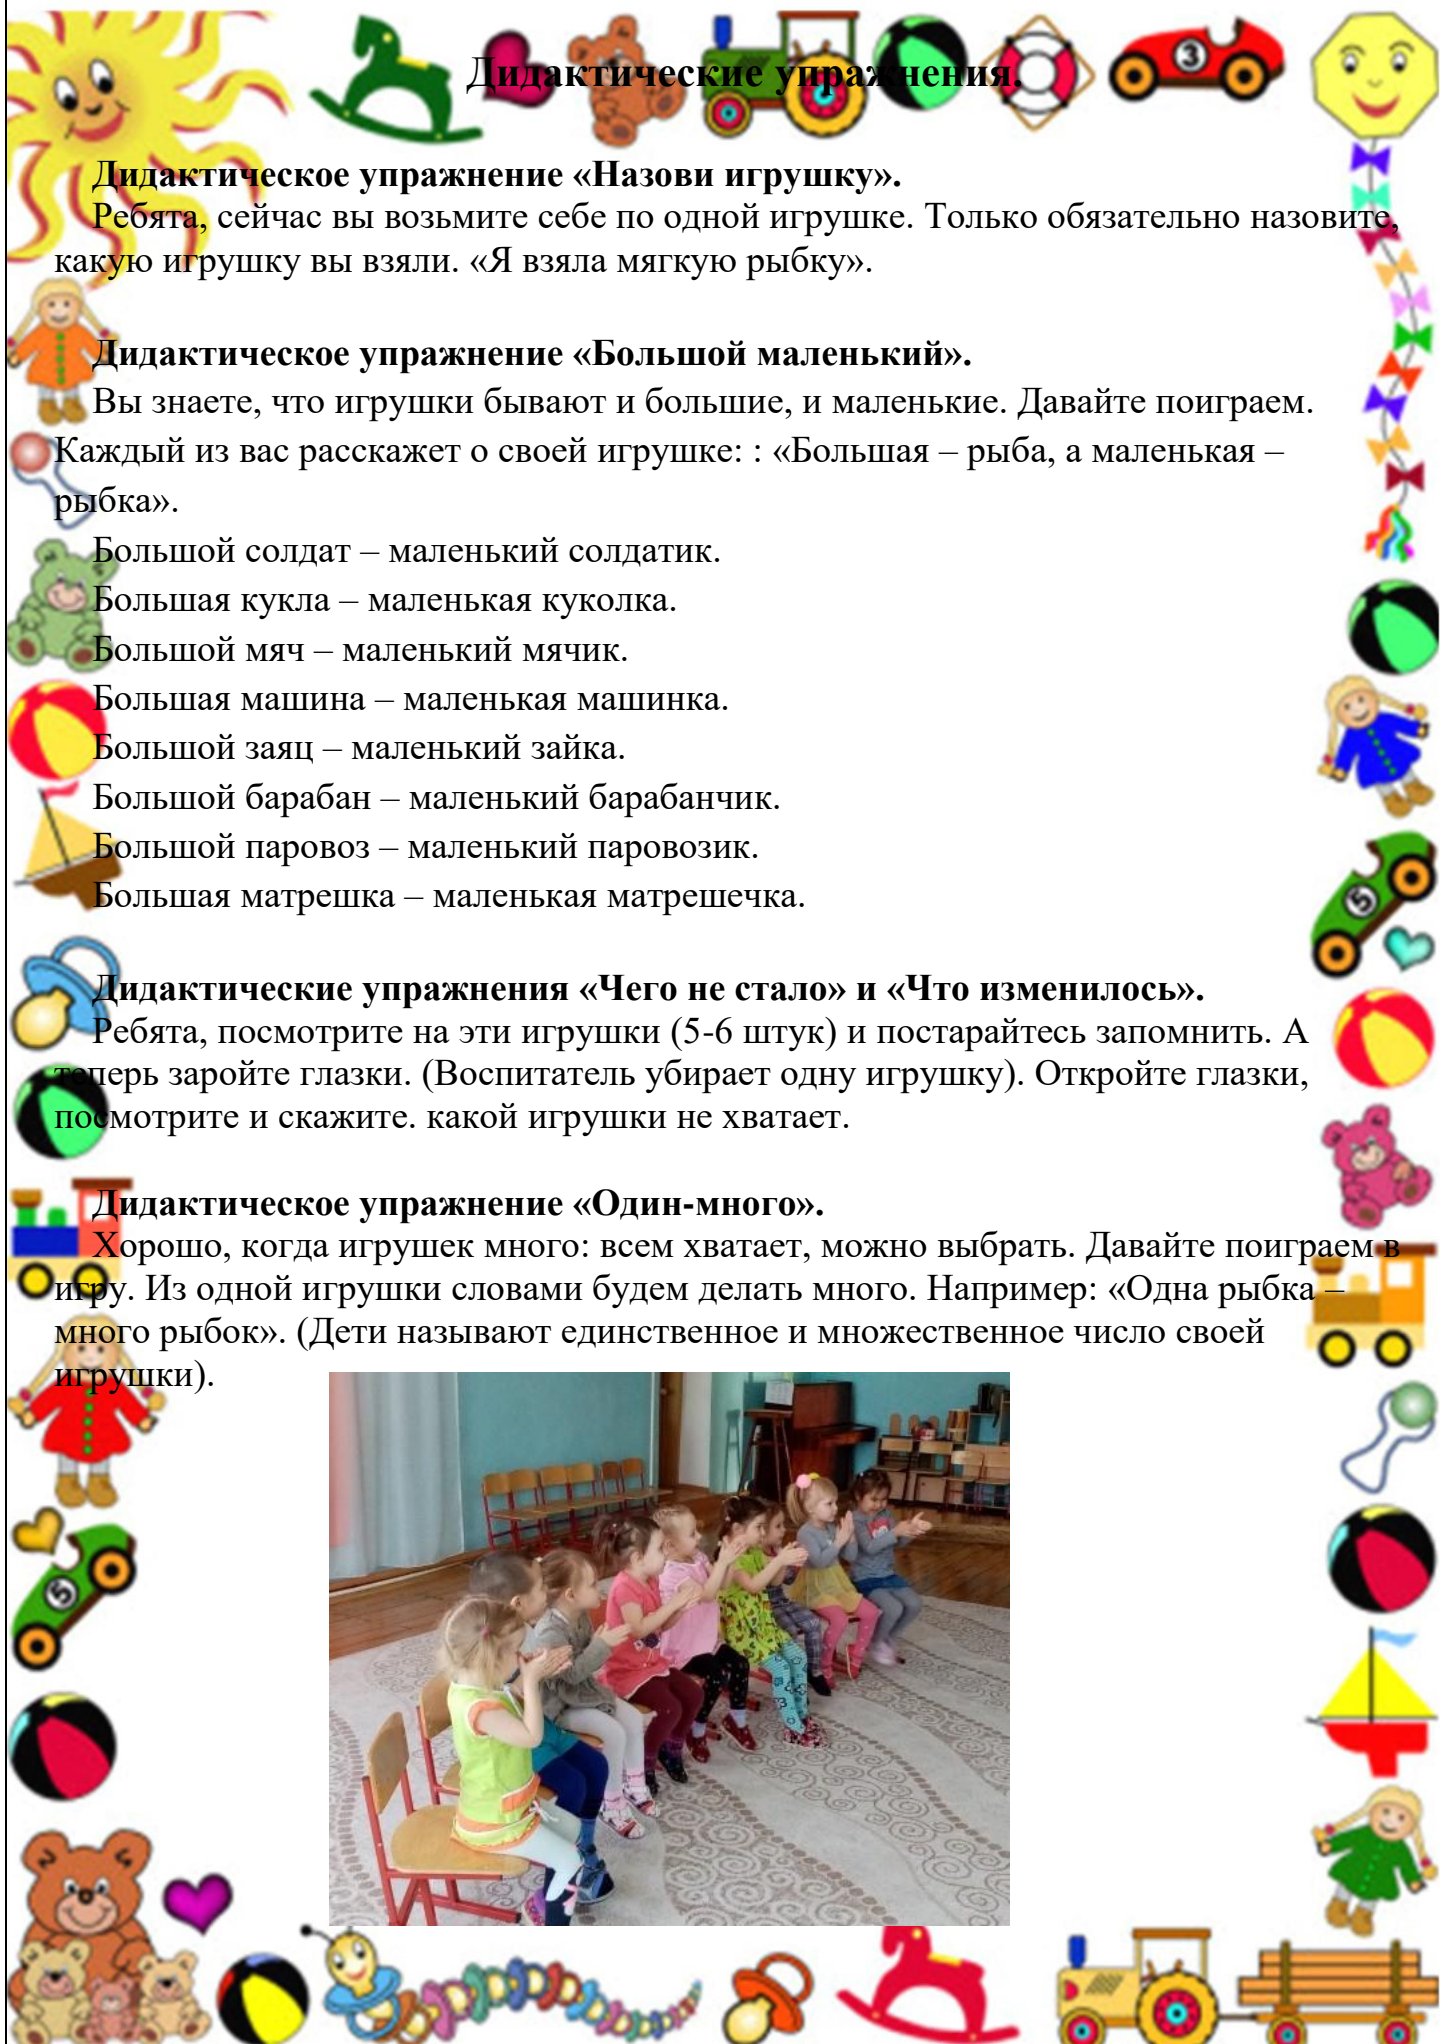 Дидактические упражнения.
Дидактическое упражнение «Назови игрушку».
Ребята, сейчас вы возьмите себе по одной игрушке. Только обязательно назовите,
какую игрушку вы взяли. «Я взяла мягкую рыбку».
Дидактическое упражнение «Большой маленький».
Вы знаете, что игрушки бывают и большие, и маленькие. Давайте поиграем.
Каждый из вас расскажет о своей игрушке: : «Большая – рыба, а маленькая –
рыбка».
Большой солдат – маленький солдатик.
Большая кукла – маленькая куколка.
Большой мяч – маленький мячик.
Большая машина – маленькая машинка.
Большой заяц – маленький зайка.
Большой барабан – маленький барабанчик.
Большой паровоз – маленький паровозик.
Большая матрешка – маленькая матрешечка.
Дидактические упражнения «Чего не стало» и «Что изменилось».
Ребята, посмотрите на эти игрушки (5-6 штук) и постарайтесь запомнить. А
теперь заройте глазки. (Воспитатель убирает одну игрушку). Откройте глазки,
посмотрите и скажите. какой игрушки не хватает.
Дидактическое упражнение «Один-много».
Хорошо, когда игрушек много: всем хватает, можно выбрать. Давайте поиграем в
игру. Из одной игрушки словами будем делать много. Например: «Одна рыбка –
много рыбок». (Дети называют единственное и множественное число своей
игрушки).
3
5
5